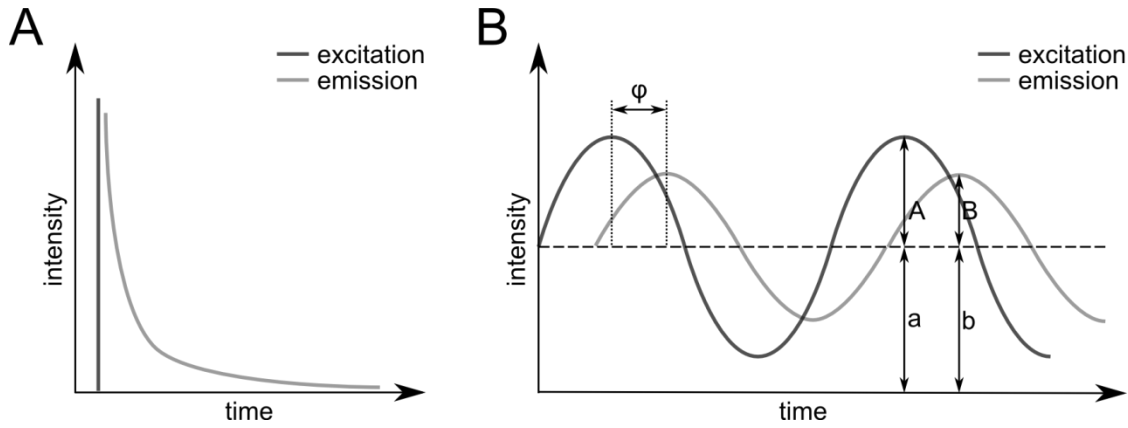 A
excitation
emission
intensity
time
B
excitation
emission
φ
A
B
a
b
intensity
time